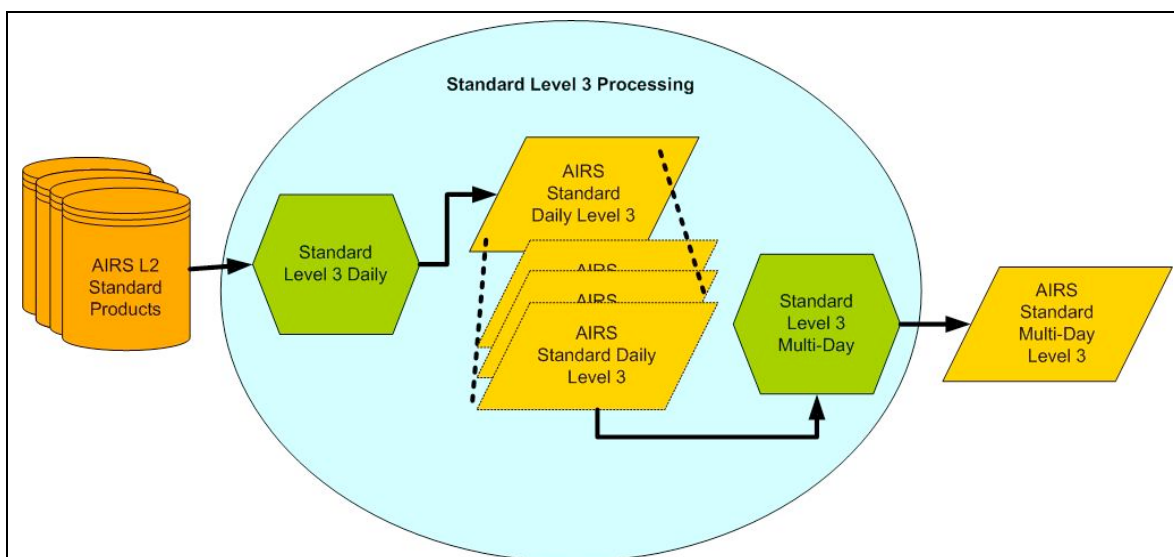 Standard Level 3 Processing
AIRS L2
Standard
Products
Standard
Level 3 Daily
AIRS
Standard
Daily Level 3
AIRS
AIRS
AIRS
Standard Daily
Level 3
Standard
Level 3
Multi-Day
AIRS
Standard
Multi-Day
Level 3